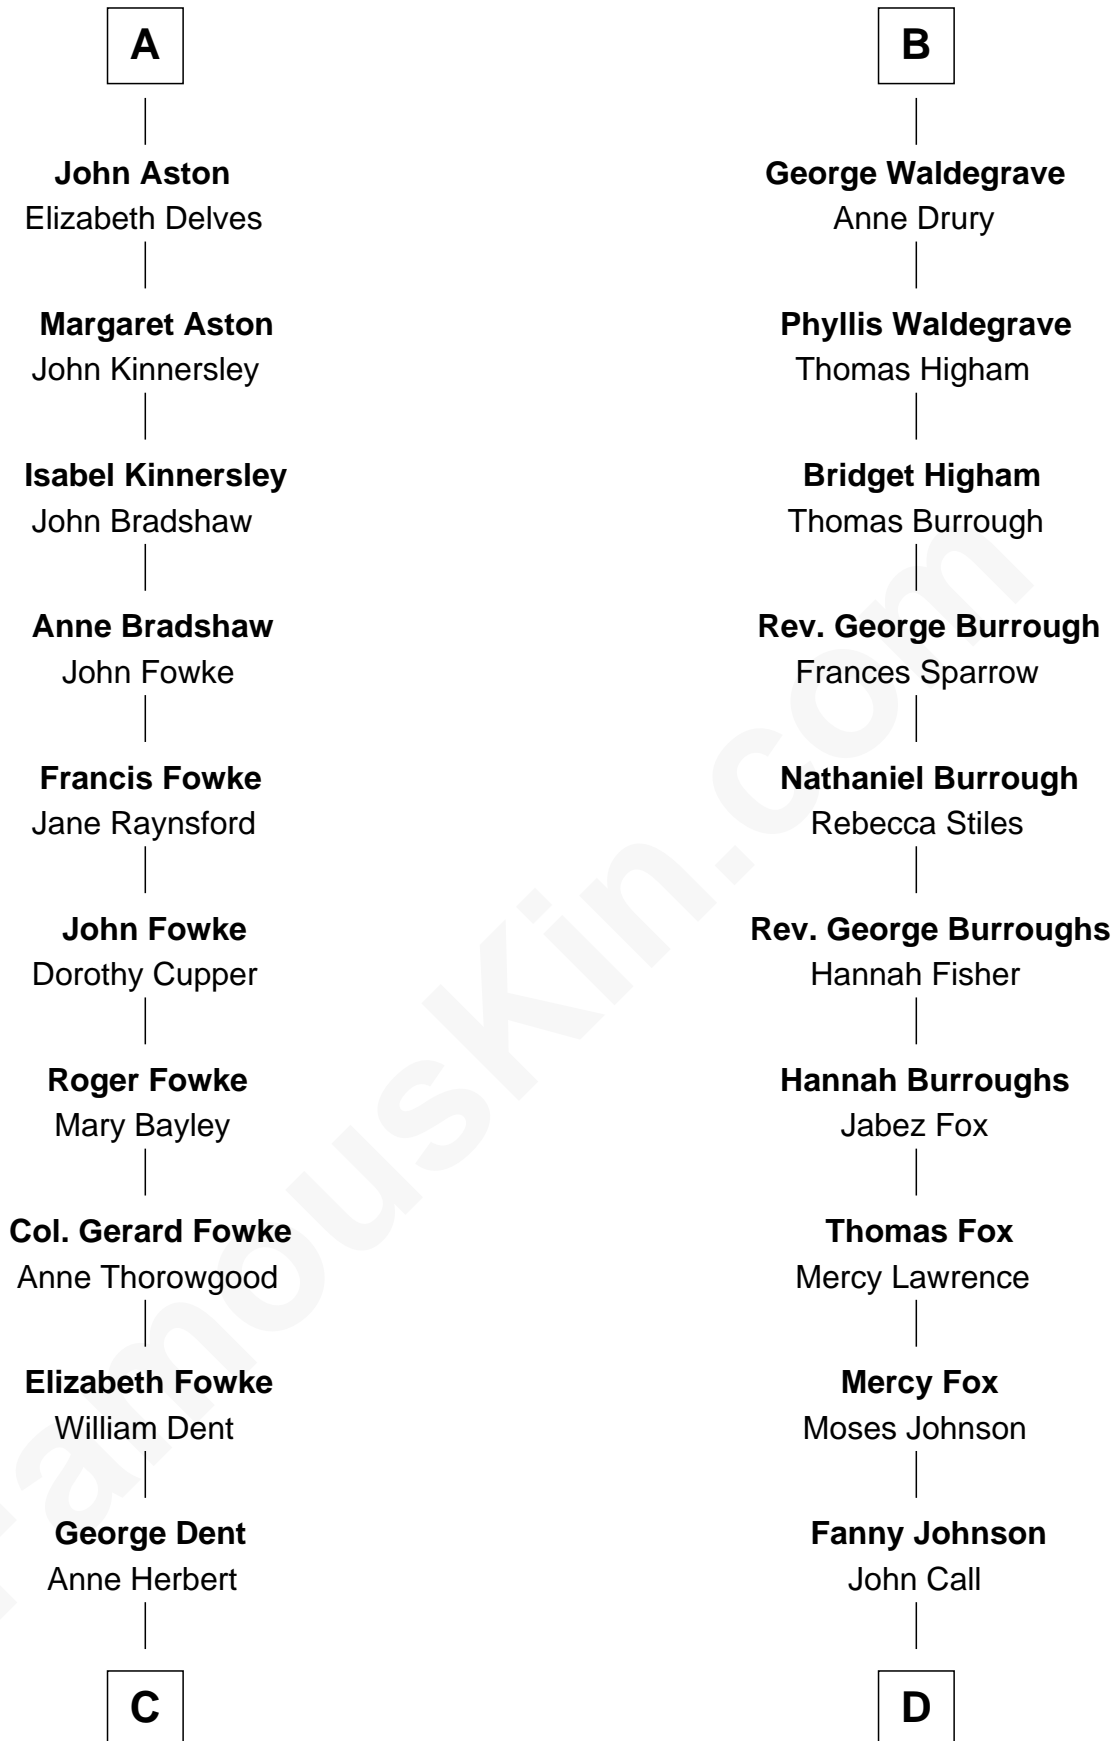 A
John Aston
Elizabeth Delves
Margaret Aston
John Kinnersley
Isabel Kinnersley
John Bradshaw
Anne Bradshaw
John Fowke
Francis Fowke
Jane Raynsford
John Fowke
Dorothy Cupper
Roger Fowke
Mary Bayley
Col. Gerard Fowke
Anne Thorowgood
Elizabeth Fowke
William Dent
George Dent
Anne Herbert
C
B
George Waldegrave
Anne Drury
Phyllis Waldegrave
Thomas Higham
Bridget Higham
Thomas Burrough
Rev. George Burrough
Frances Sparrow
Nathaniel Burrough
Rebecca Stiles
Rev. George Burroughs
Hannah Fisher
Hannah Burroughs
Jabez Fox
Thomas Fox
Mercy Lawrence
Mercy Fox
Moses Johnson
Fanny Johnson
John Call
D
FamousKin.com